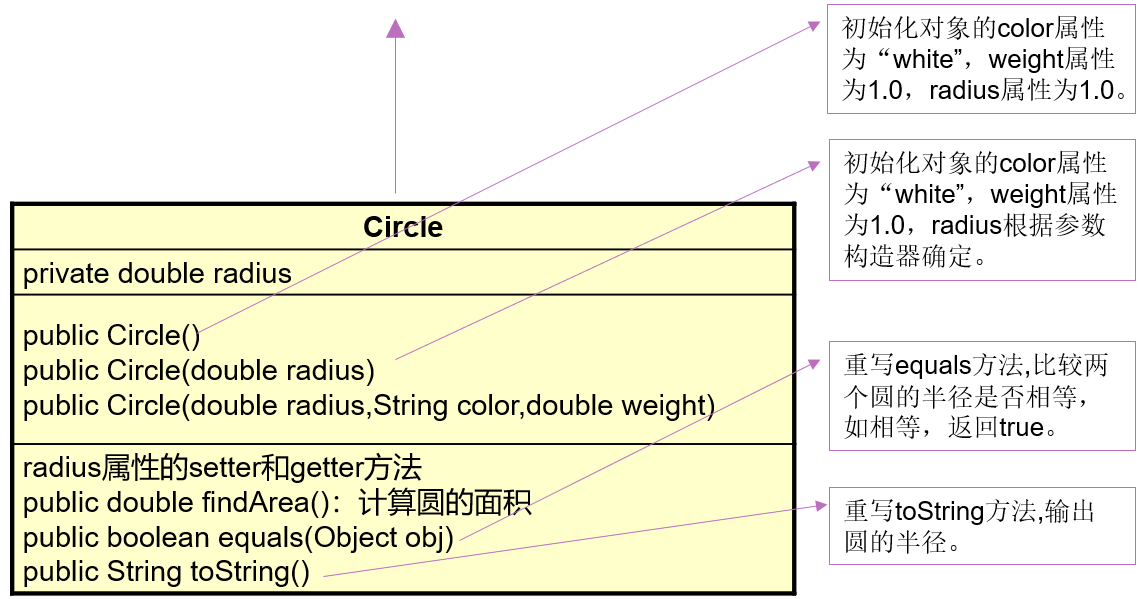 Circle
private double radius
public Circle()
public Circle(double radius)
public Circle(double radius,String color,double weight)
radius属性的setter和getter方法
public double findArea()：计算圆的面积
public boolean equals(Object obj)
public String toString()
初始化对象的color属性
为“white”，weight属性
为1.0，radius属性为1.0。
初始化对象的color属性
为“white”，weight属性
为1.0，radius根据参数
构造器确定。
重写equals方法,比较两
个圆的半径是否相等，
如相等，返回true。
重写toString方法,输出
圆的半径。